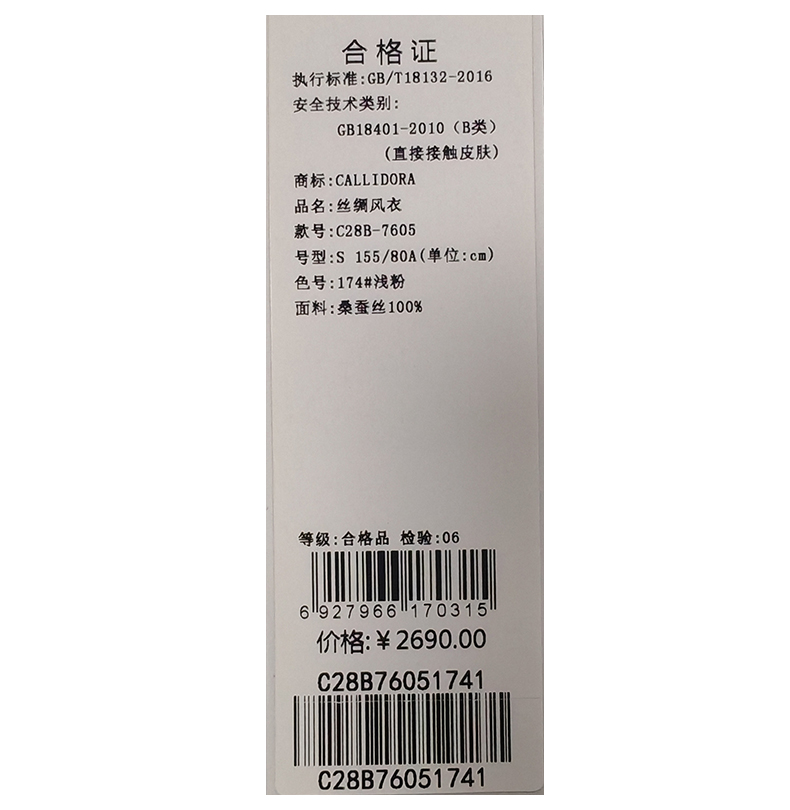 合格证
执行标准:GB/T18132-2016
安全技术类别:
GB18401-2010（B类）
(直接接触皮肤)
商标:CALLIDORA
品名:丝绸风衣
款号:C28B-7605
号型:S 155/80A(单位:cm)
色号:174#浅粉
面料:桑蚕丝100%
等级:合格品 检验:06
6 927966 170315
价格:¥2690.00
C28B76051741
C28B76051741